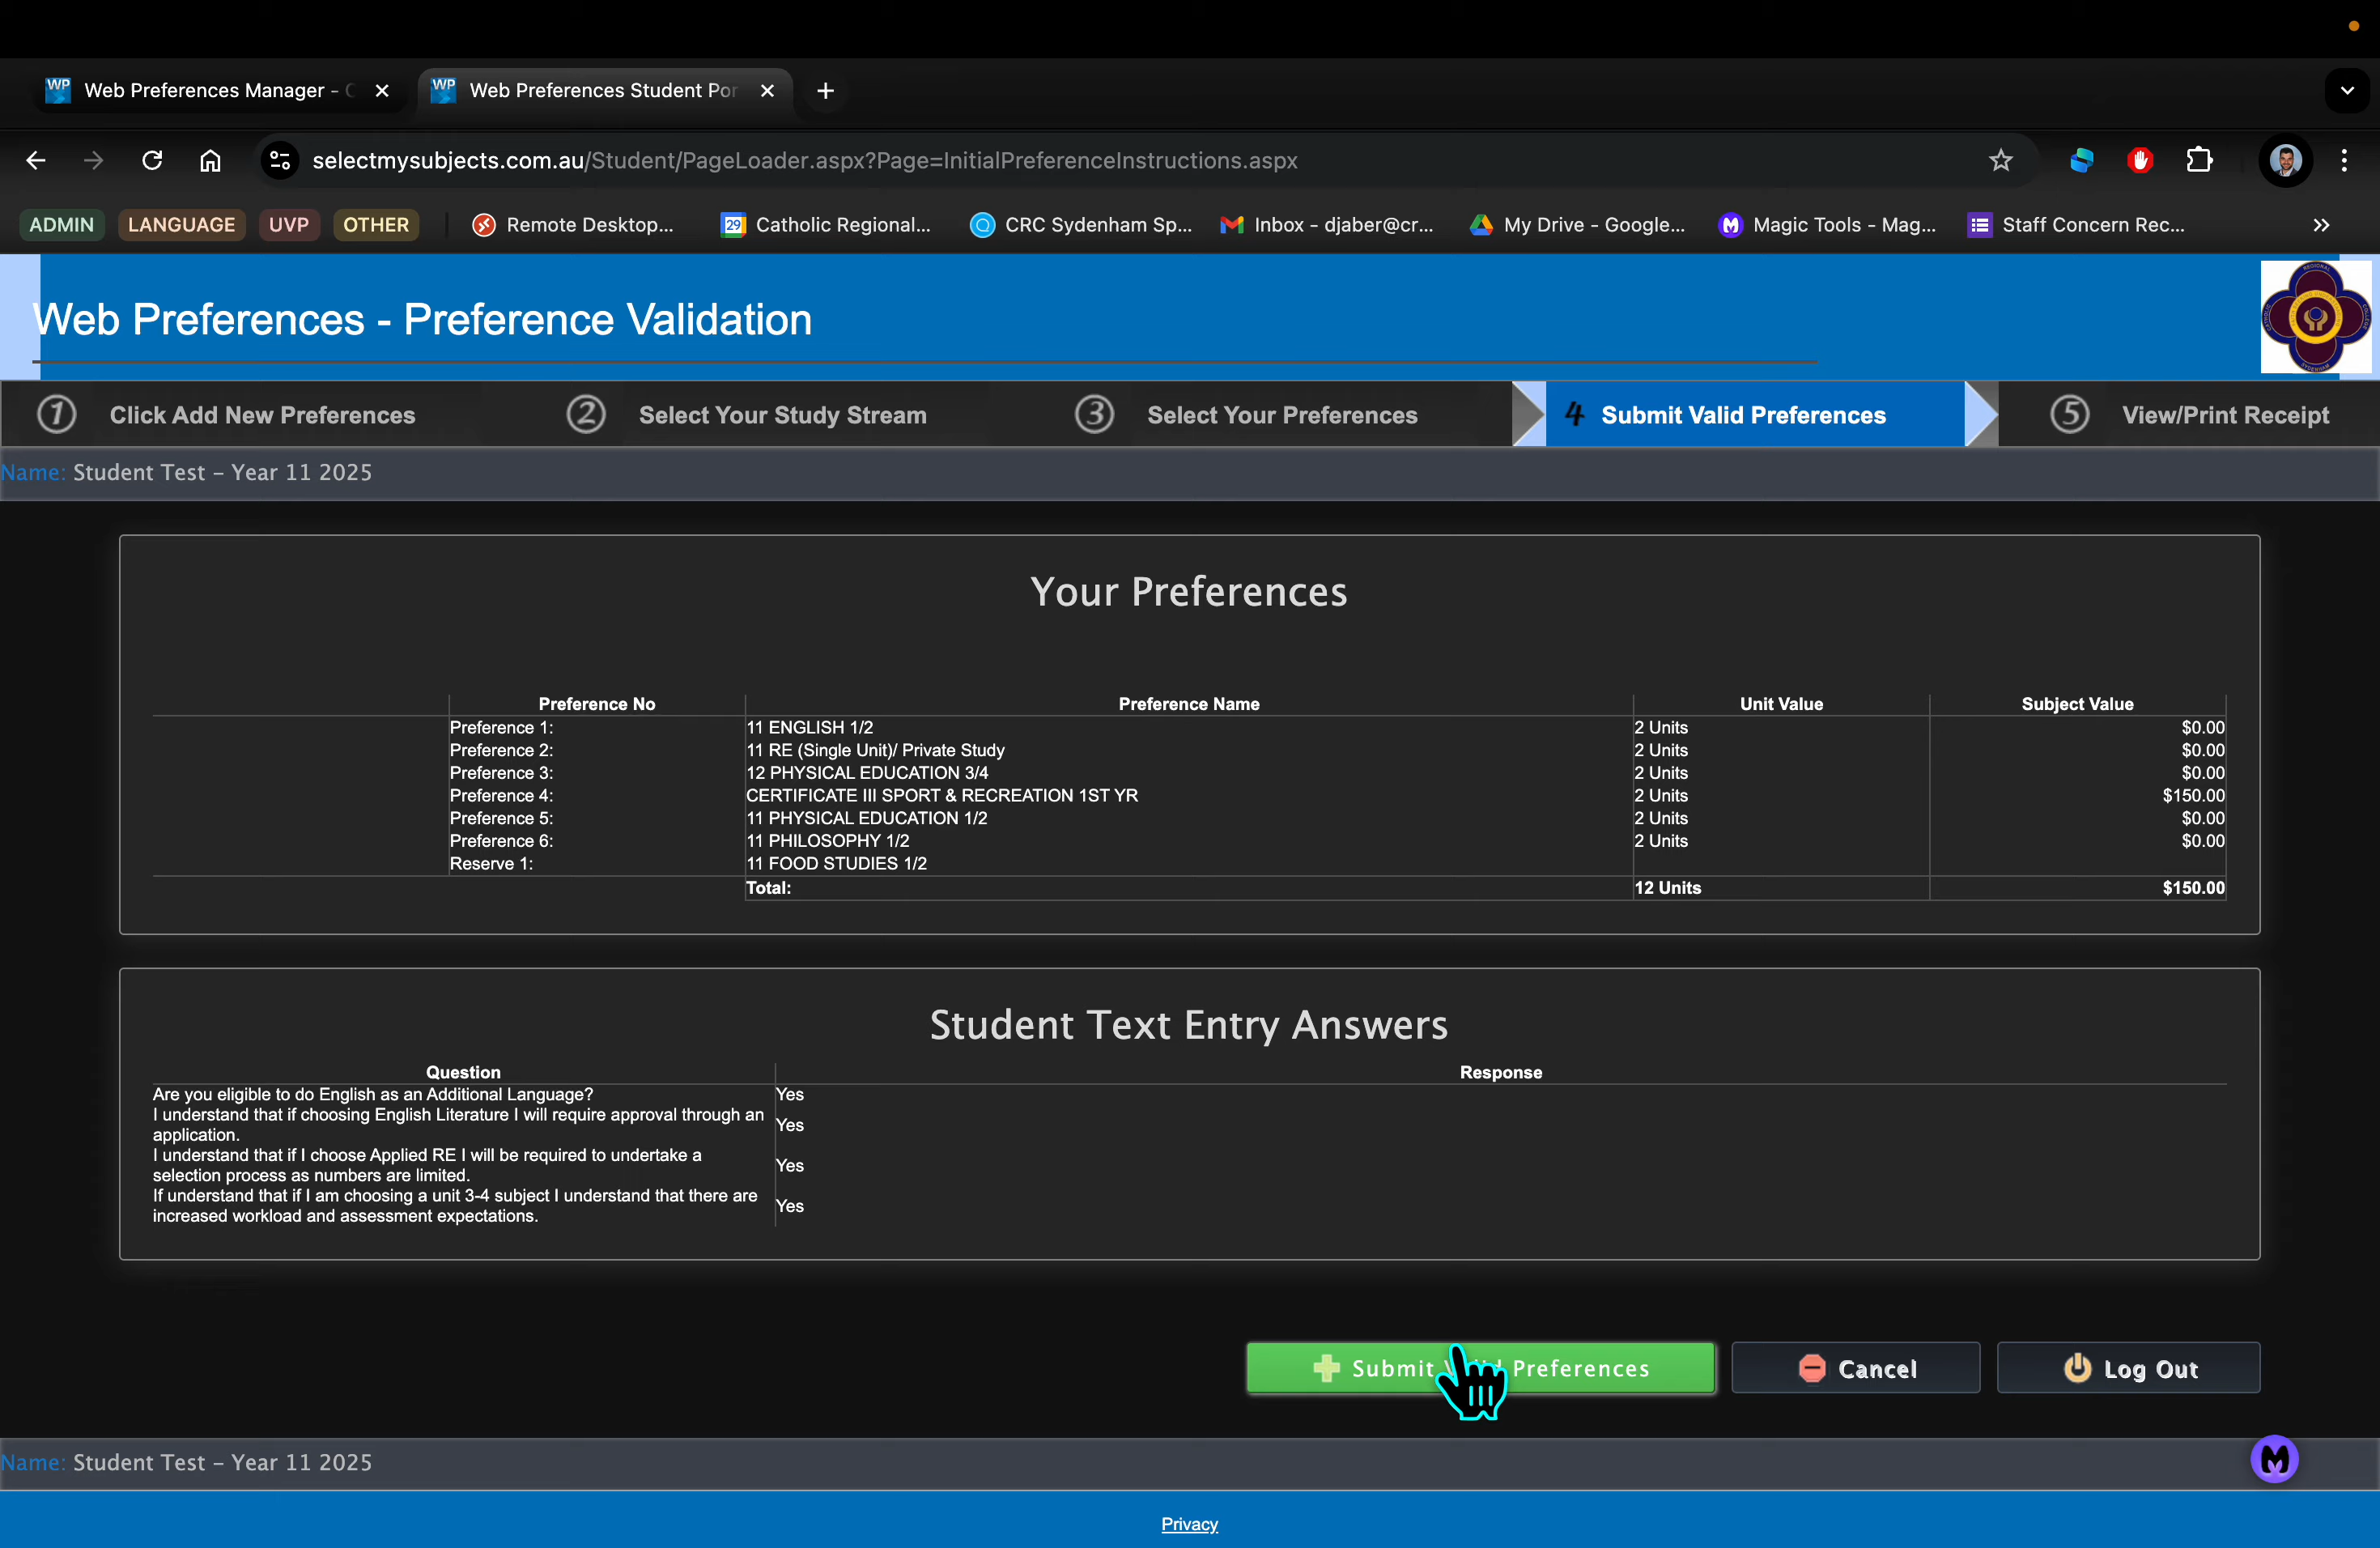 Web Preferences Manager - C
Web Preferences Student Por
selectmysubjects.com.au/Student/PageLoader.aspx?Page=InitialPreferenceInstructions.aspx
ADMIN LANGUAGE UVP OTHER Remote Desktop... Catholic Regional... CRC Sydenham Sp... Inbox - djaber@cr... My Drive - Google... Magic Tools - Mag... Staff Concern Rec... »
Web Preferences - Preference Validation
1 Click Add New Preferences 2 Select Your Study Stream 3 Select Your Preferences 4 Submit Valid Preferences 5 View/Print Receipt
Name: Student Test – Year 11 2025
Your Preferences
Preference No Preference Name Unit Value Subject Value
Preference 1: 11 ENGLISH 1/2 2 Units $0.00
Preference 2: 11 RE (Single Unit)/ Private Study 2 Units $0.00
Preference 3: 12 PHYSICAL EDUCATION 3/4 2 Units $0.00
Preference 4: CERTIFICATE III SPORT & RECREATION 1ST YR 2 Units $150.00
Preference 5: 11 PHYSICAL EDUCATION 1/2 2 Units $0.00
Preference 6: 11 PHILOSOPHY 1/2 2 Units $0.00
Reserve 1: 11 FOOD STUDIES 1/2
Total: 12 Units $150.00
Student Text Entry Answers
Question Response
Are you eligible to do English as an Additional Language? Yes
I understand that if choosing English Literature I will require approval through an
application. Yes
I understand that if I choose Applied RE I will be required to undertake a
selection process as numbers are limited. Yes
If understand that if I am choosing a unit 3-4 subject I understand that there are
increased workload and assessment expectations. Yes
Submit Preferences Cancel Log Out
Name: Student Test – Year 11 2025
Privacy